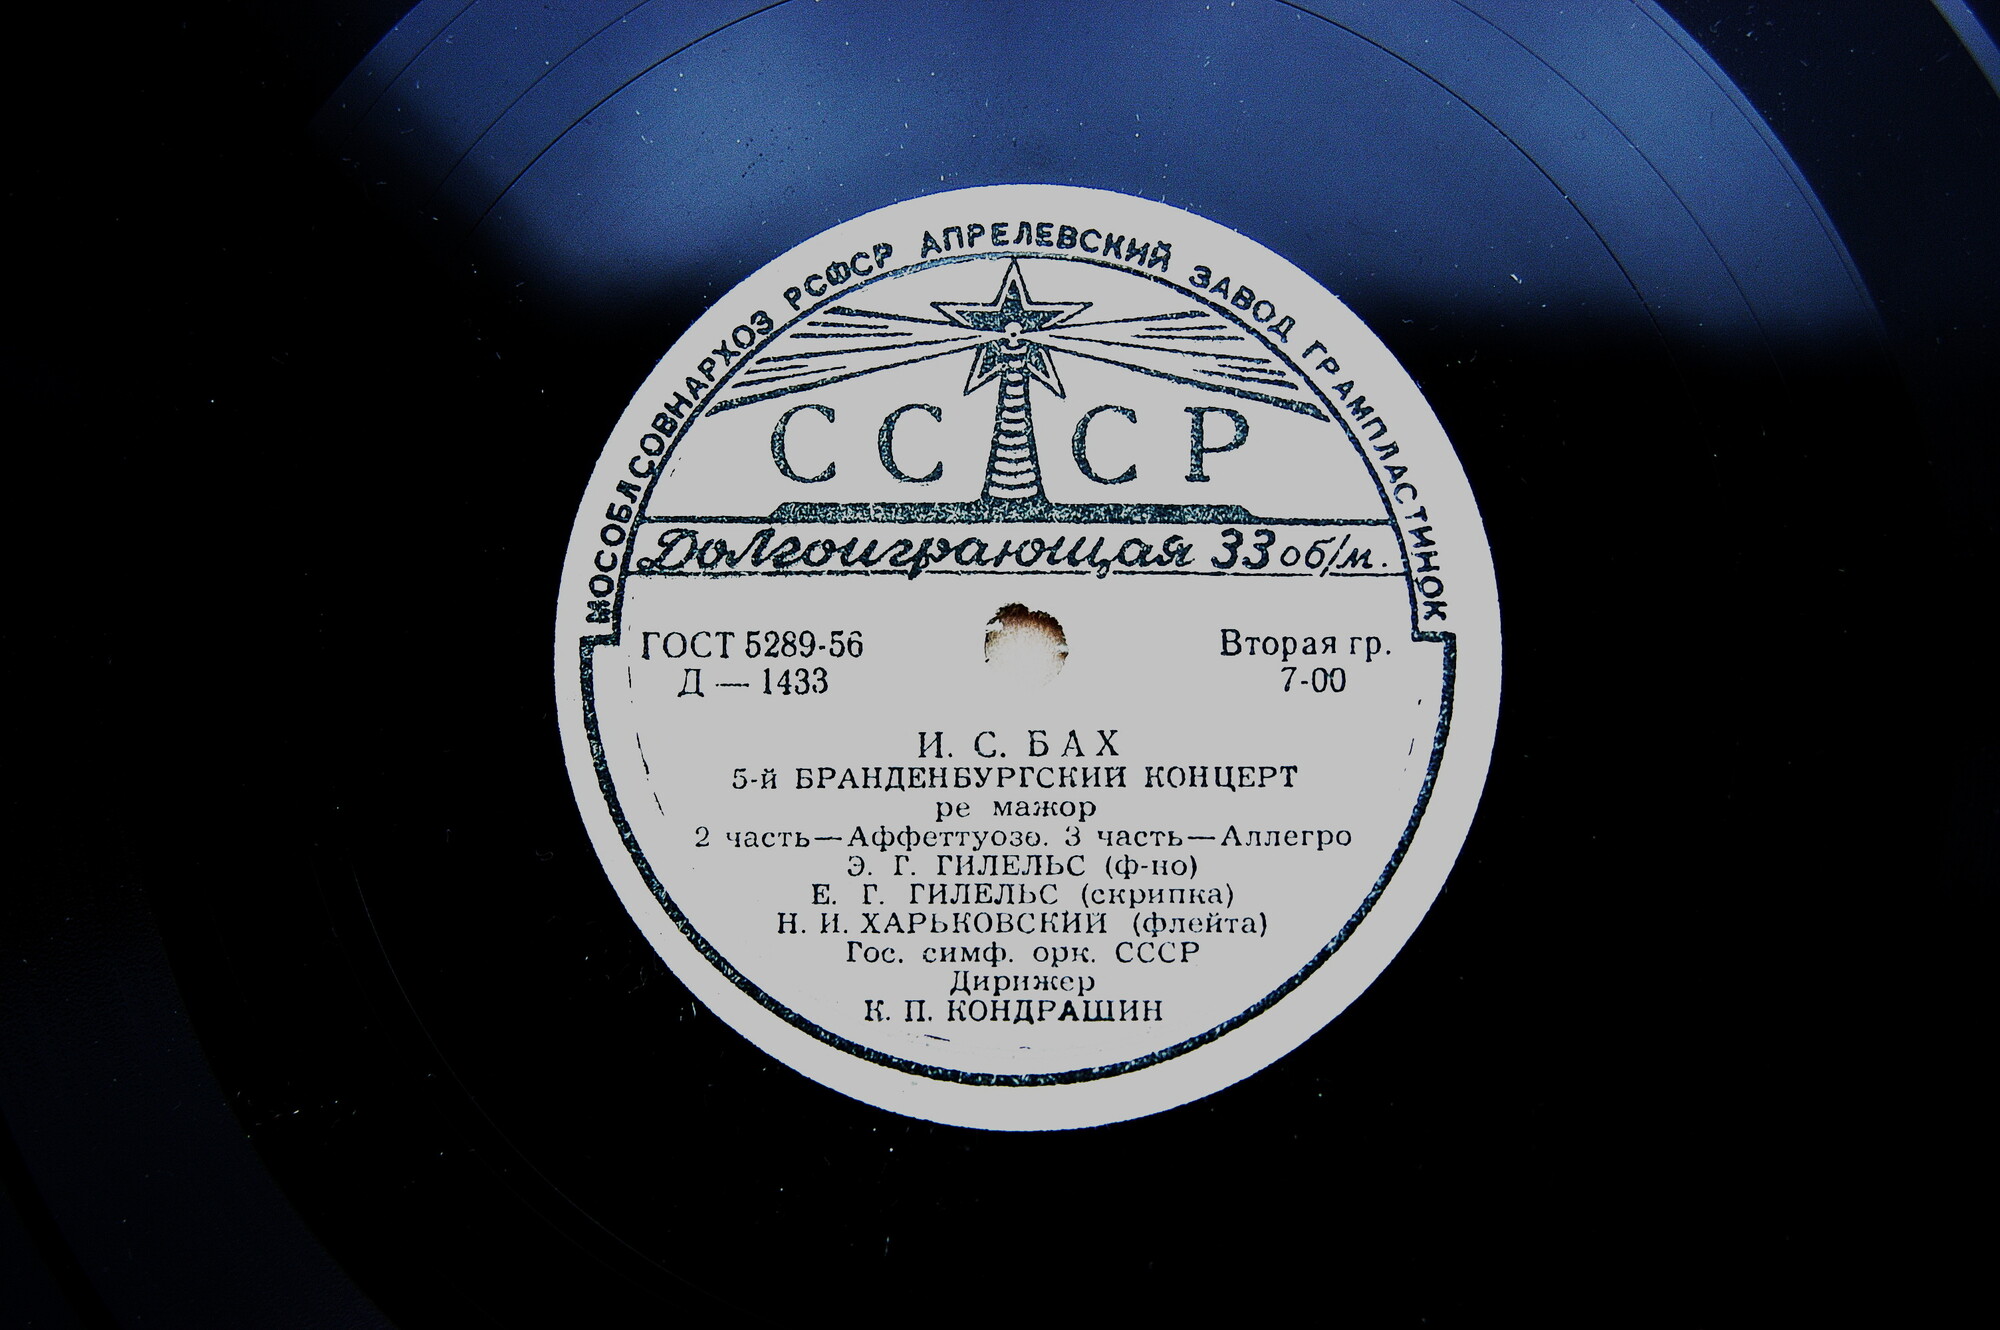 МОСОБЛСОВНАРХОЗ РСФСР АПРЕЛЕВСКИЙ ЗАВОД ГРАМПЛАСТИНОК
СССР
Долгоиграющая 33 об/м.
ГОСТ 5289-56
Д — 1433
Вторая гр.
7-00
И. С. БАХ
5-й БРАНДЕНБУРГСКИЙ КОНЦЕРТ
ре мажор
2 часть—Аффеттуозо. 3 часть—Аллегро
Э. Г. ГИЛЕЛЬС (ф-но)
Е. Г. ГИЛЕЛЬС (скрипка)
Н. И. ХАРЬКОВСКИЙ (флейта)
Гос. симф. орк. СССР
Дирижер
К. П. КОНДРАШИН